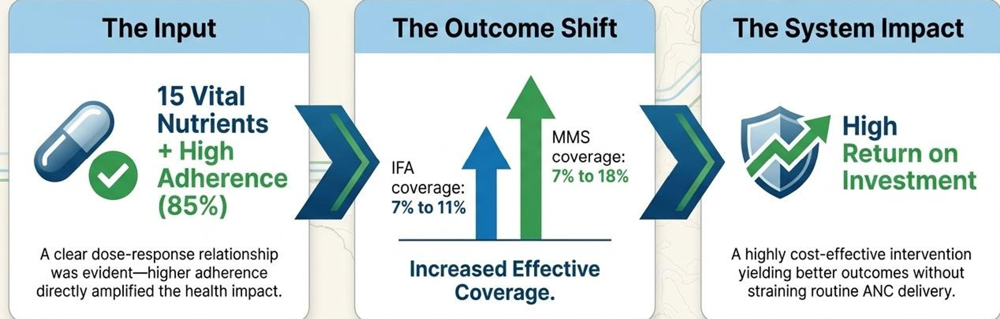 The Input
15 Vital
Nutrients
+ High
Adherence
(85%)
A clear dose-response relationship
was evident—higher adherence
directly amplified the health impact.
The Outcome Shift
IFA
coverage:
7% to 11%
MMS
coverage:
7% to 18%
Increased Effective
Coverage.
The System Impact
High
Return on
Investment
A highly cost-effective intervention
yielding better outcomes without
straining routine ANC delivery.